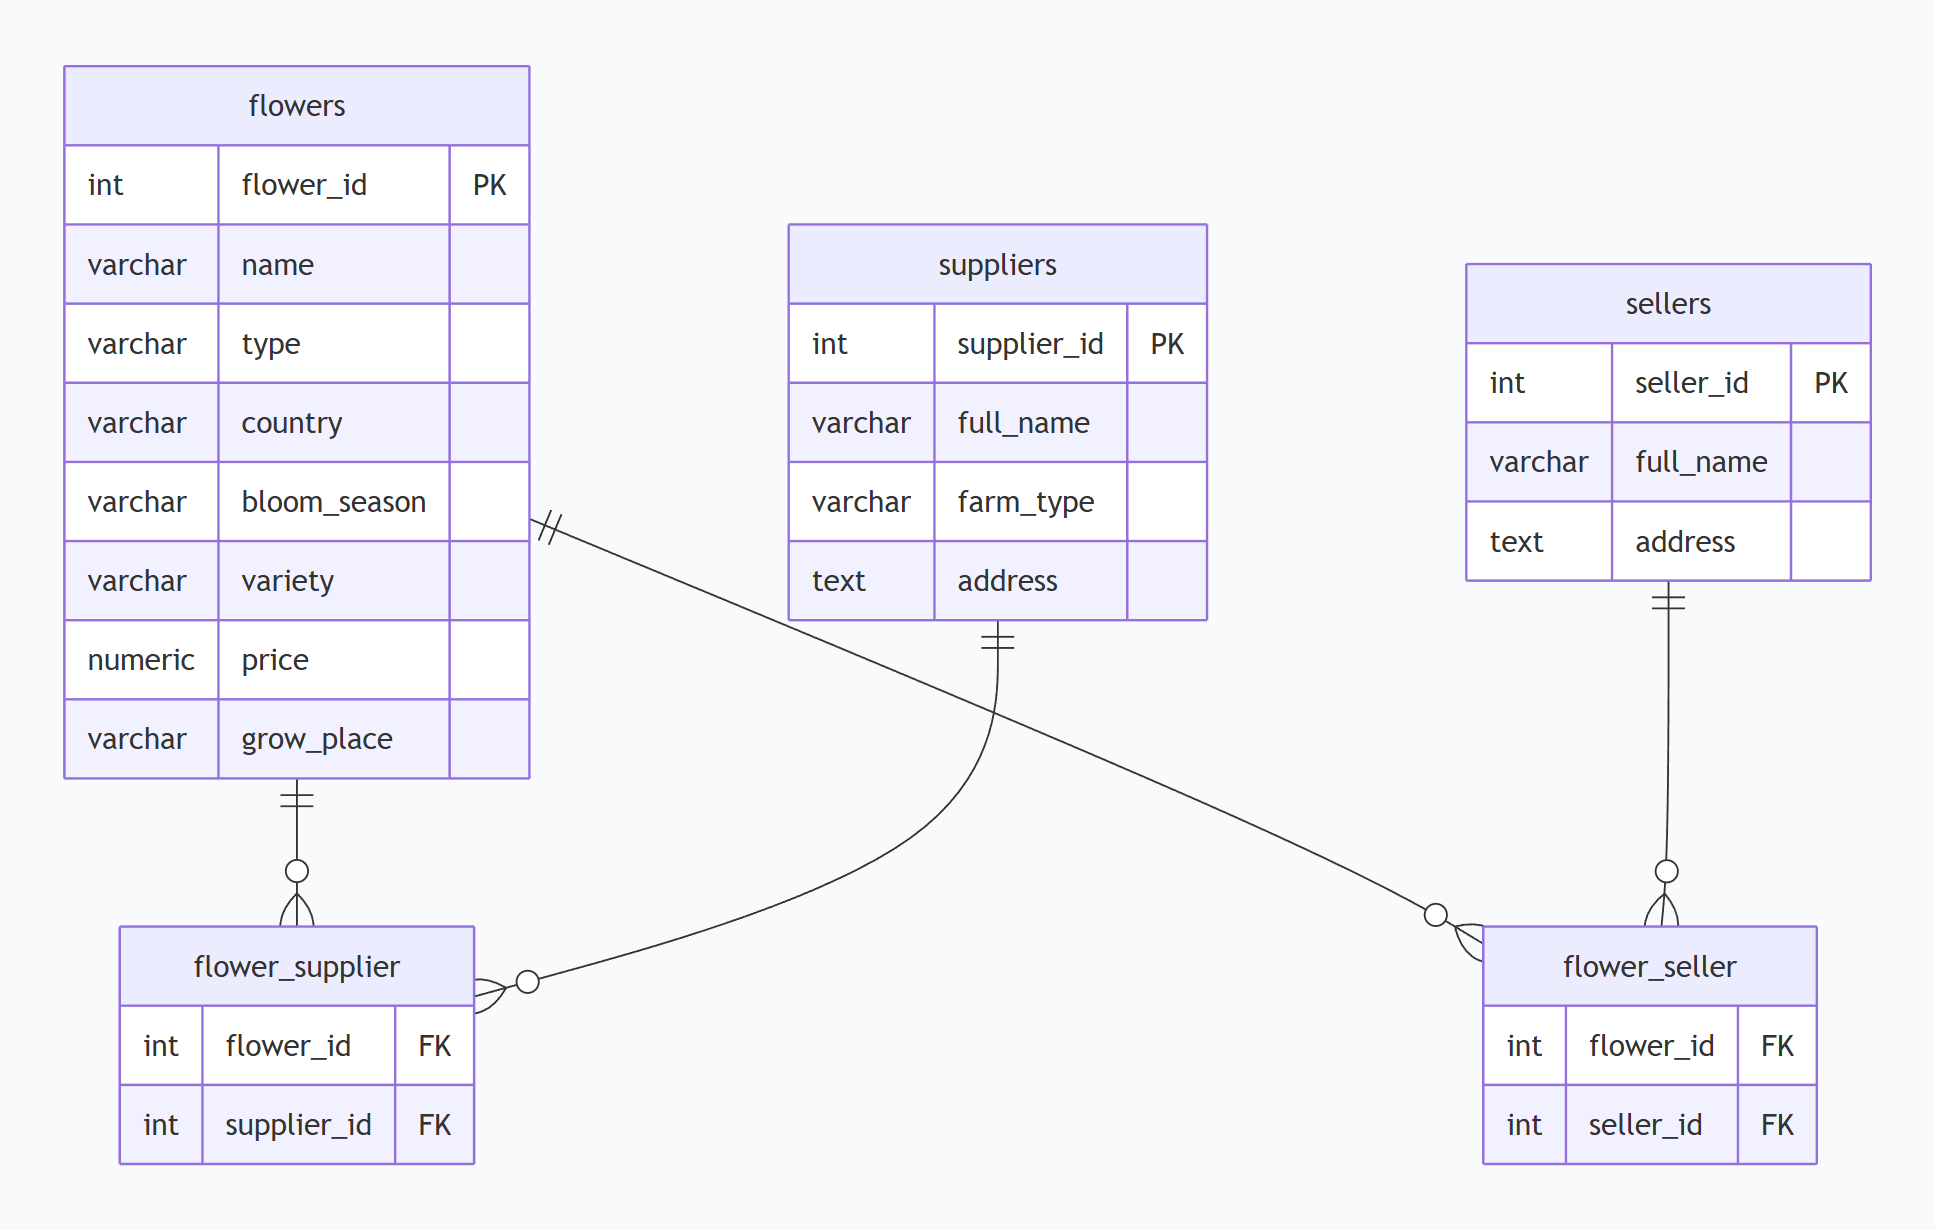 flowers
int flower_id PK
varchar name
varchar type
varchar country
varchar bloom_season
varchar variety
numeric price
varchar grow_place
suppliers
int supplier_id PK
varchar full_name
varchar farm_type
text address
sellers
int seller_id PK
varchar full_name
text address
flower_supplier
int flower_id FK
int supplier_id FK
flower_seller
int flower_id FK
int seller_id FK